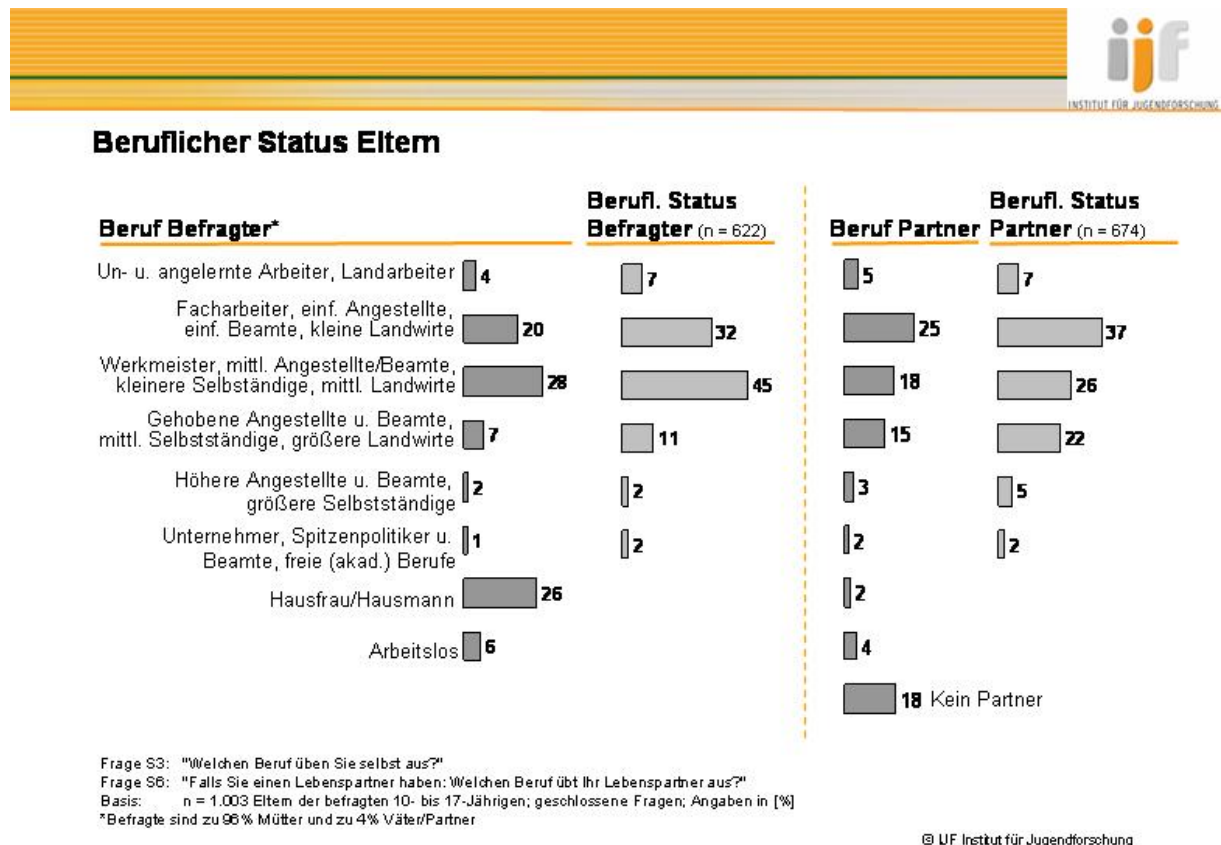 ijf
INSTITUT FÜR JUGENDFORSCHUNG
Beruflicher Status Eltern
Beruf Befragter*
Berufl. Status
Befragter (n = 622)
Beruf Partner
Berufl. Status
Partner (n = 674)
Un- u. angelernte Arbeiter, Landarbeiter 4 7 5 7
Facharbeiter, einf. Angestellte,
einf. Beamte, kleine Landwirte 20 32 25 37
Werkmeister, mittl. Angestellte/Beamte,
kleinere Selbständige, mittl. Landwirte 28 45 18 26
Gehobene Angestellte u. Beamte,
mittl. Selbstständige, größere Landwirte 7 11 15 22
Höhere Angestellte u. Beamte,
größere Selbstständige 2 2 3 5
Unternehmer, Spitzenpolitiker u.
Beamte, freie (akad.) Berufe 1 2 2 2
Hausfrau/Hausmann 26 2
Arbeitslos 6 4
18 Kein Partner
Frage S3: "Welchen Beruf üben Sie selbst aus?"
Frage S6: "Falls Sie einen Lebenspartner haben: Welchen Beruf übt Ihr Lebenspartner aus?"
Basis: n = 1.003 Eltern der befragten 10- bis 17-Jährigen; geschlossene Fragen; Angaben in [%]
*Befragte sind zu 96% Mütter und zu 4% Väter/Partner
© IJF Institut für Jugendforschung